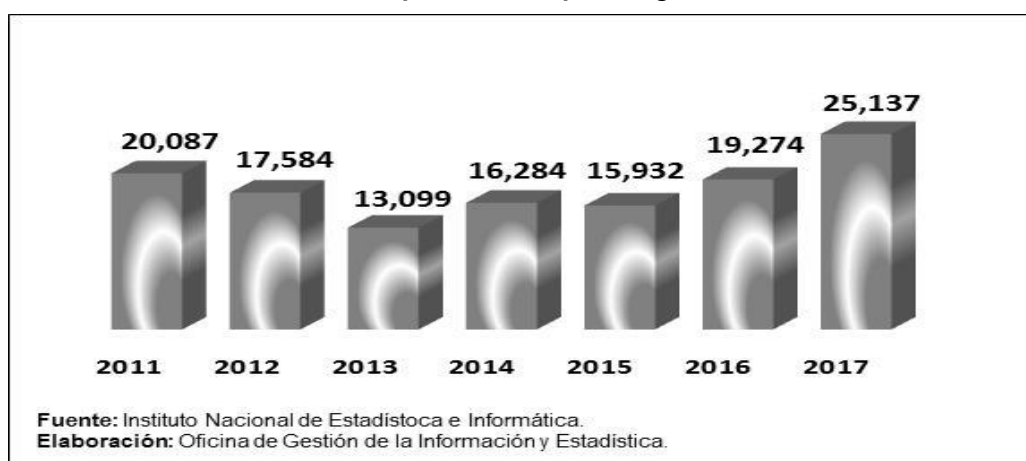 25,137
20,087
19,274
17,584
16,284
15,932
13,099
2011 2012 2013 2014 2015 2016 2017
Fuente: Instituto Nacional de Estadístoca e Informática.
Elaboración: Oficina de Gestión de la Información y Estadística.